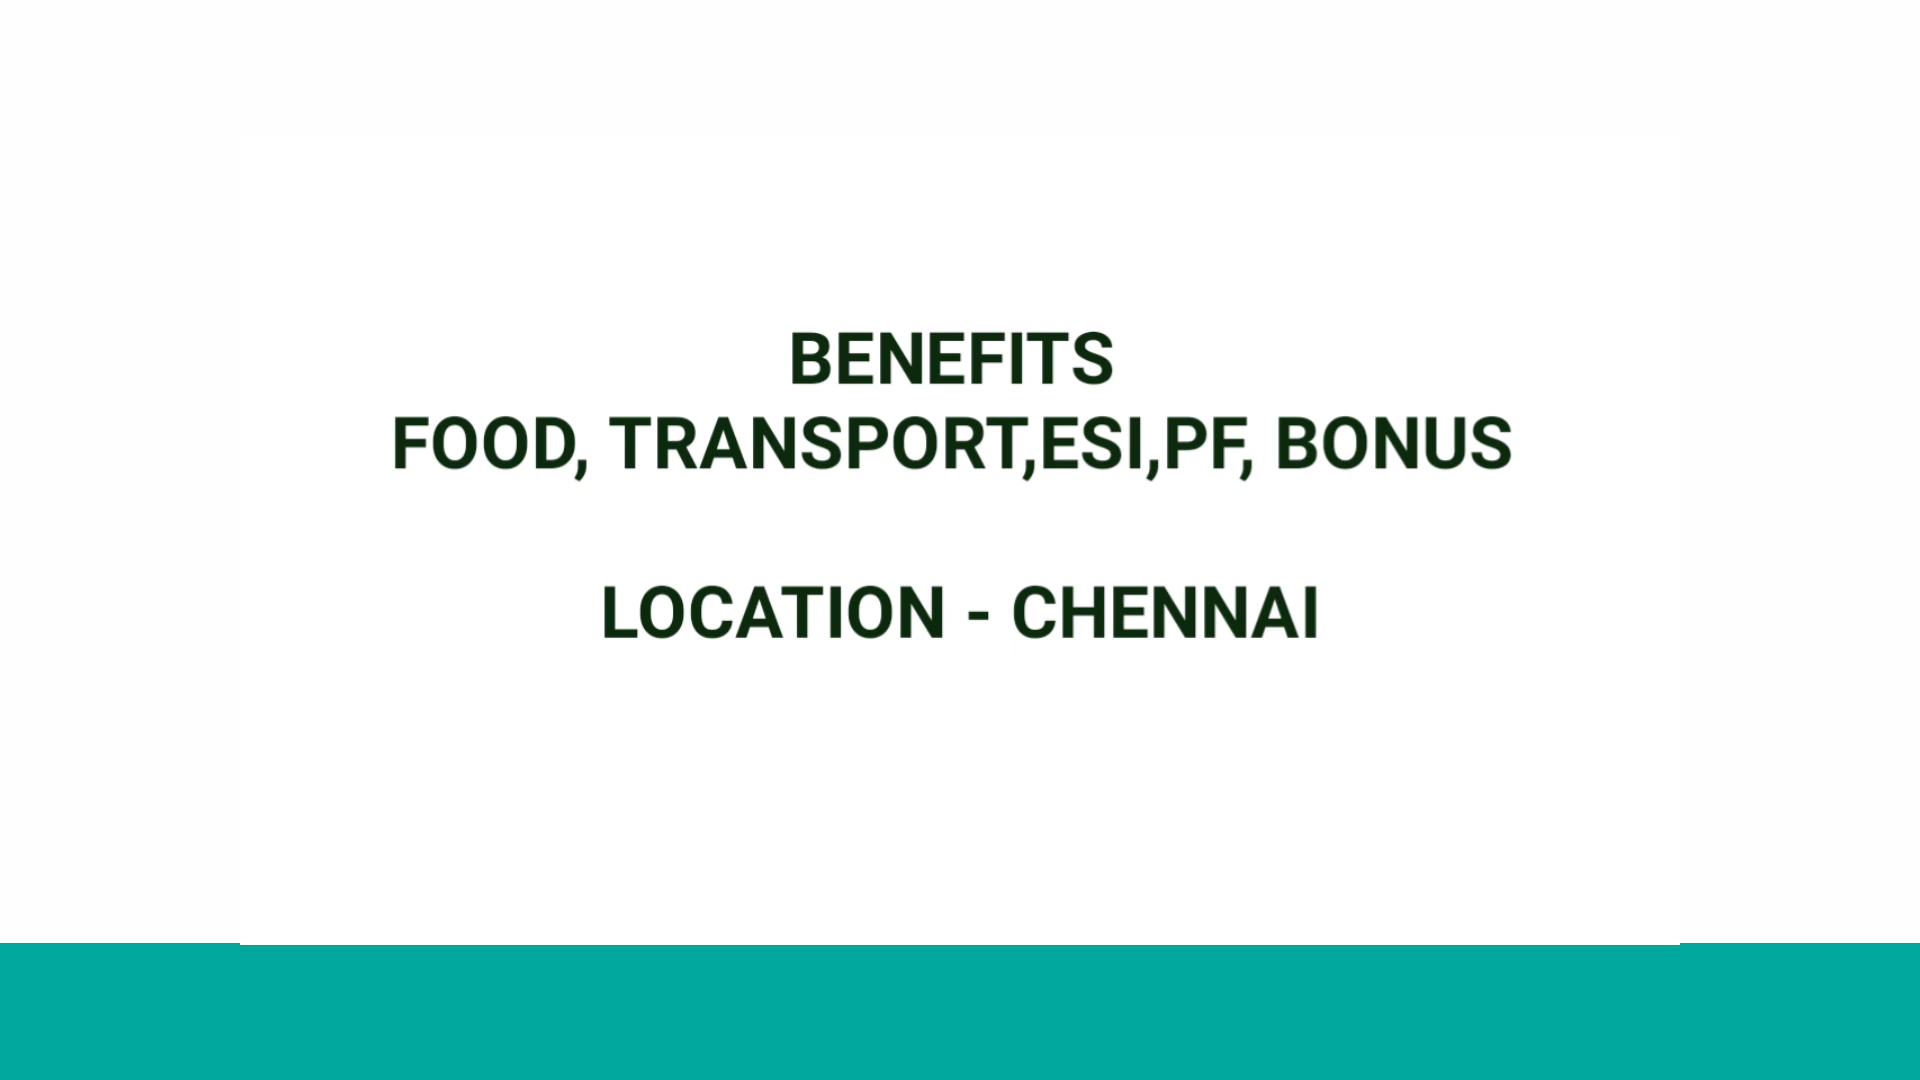 BENEFITS
FOOD, TRANSPORT,ESI,PF, BONUS
LOCATION - CHENNAI